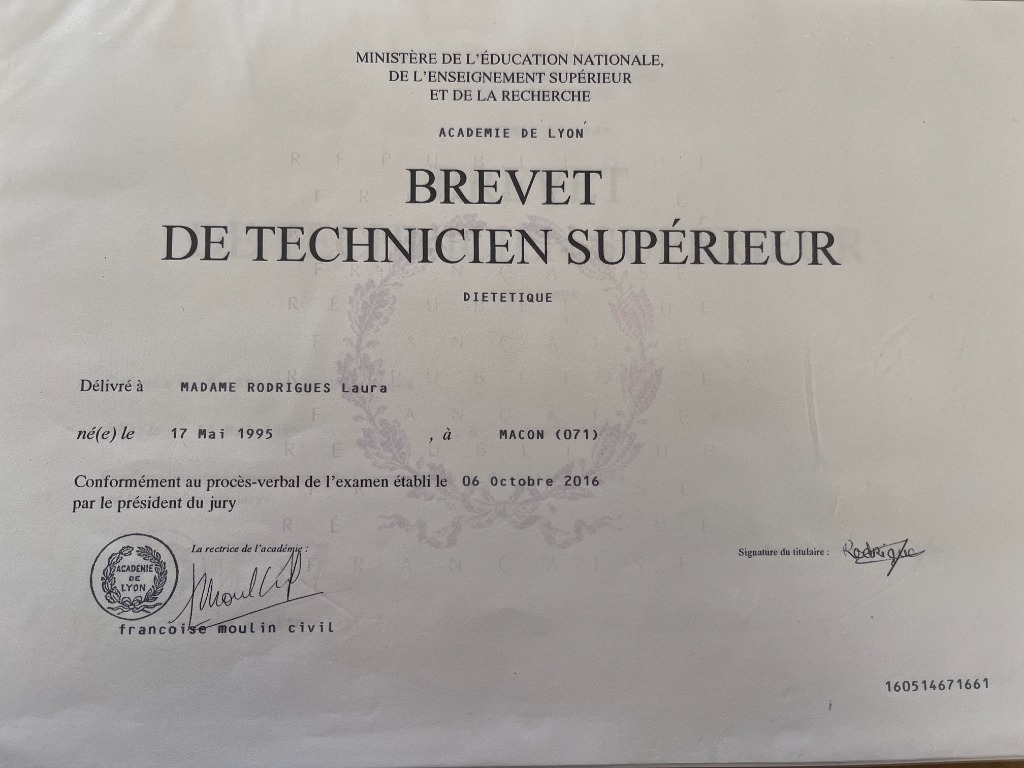 MINISTÈRE DE L'ÉDUCATION NATIONALE,
DE L'ENSEIGNEMENT SUPÉRIEUR
ET DE LA RECHERCHE
ACADEMIE DE LYON
BREVET
DE TECHNICIEN SUPÉRIEUR
DIETETIQUE
Délivré à MADAME RODRIGUES Laura
né(e) le 17 Mai 1995 , à MACON (071)
Conformément au procès-verbal de l'examen établi le 06 Octobre 2016
par le président du jury
La rectrice de l'académie :
Signature du titulaire :
ACADEMIE
DE
LYON
francoise moulin civil
160514671661